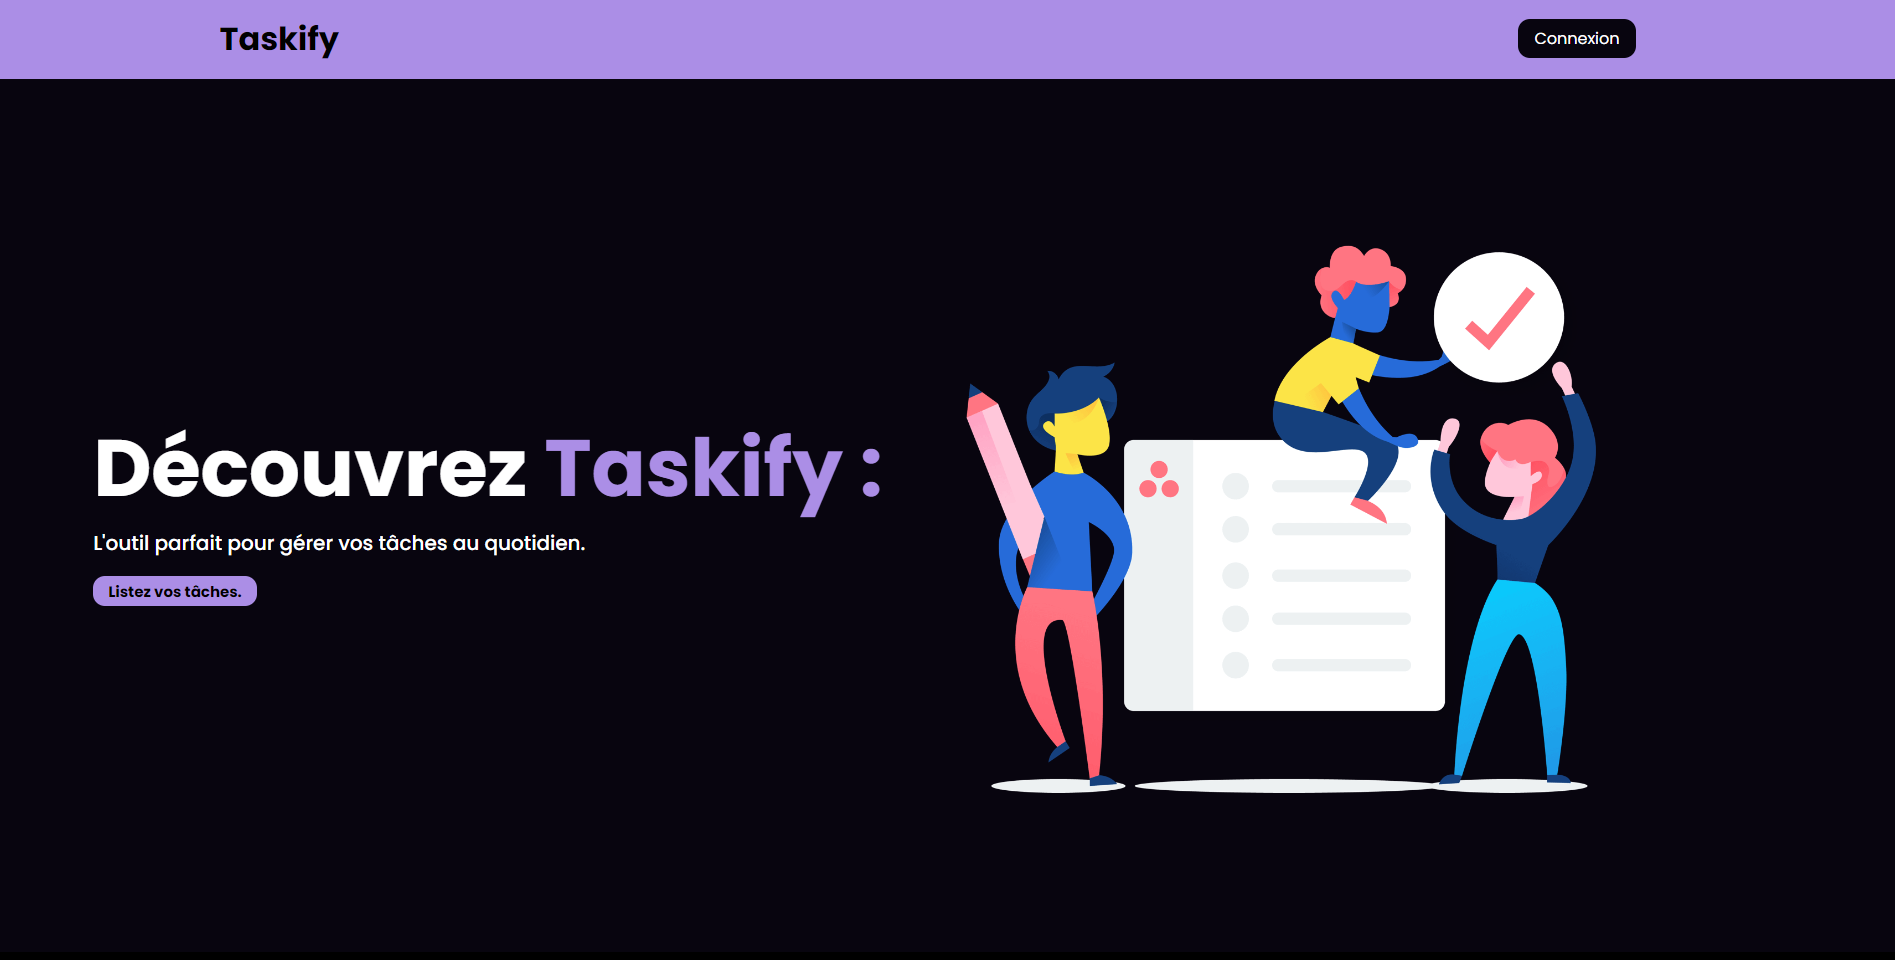 Taskify
Connexion
Découvrez Taskify :
L'outil parfait pour gérer vos tâches au quotidien.
Listez vos tâches.